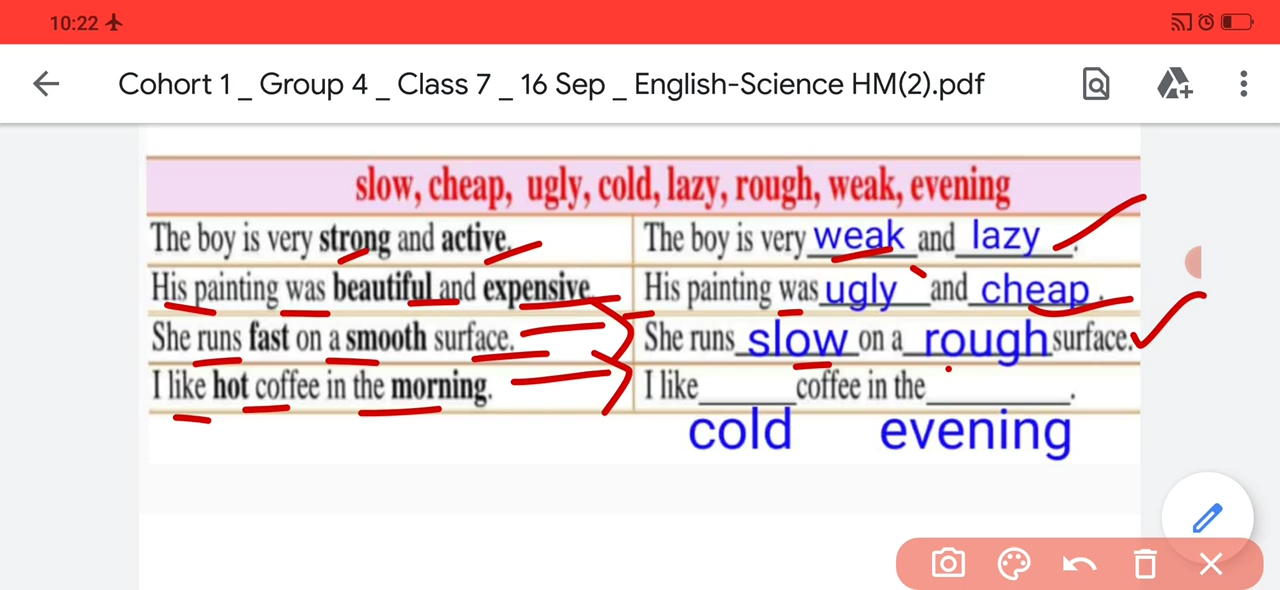 10:22
Cohort 1 _ Group 4 _ Class 7 _ 16 Sep _ English-Science HM(2).pdf
slow, cheap, ugly, cold, lazy, rough, weak, evening
The boy is very strong and active. The boy is very weak and lazy.
His painting was beautiful and expensive. His painting was ugly and cheap.
She runs fast on a smooth surface. She runs slow on a rough surface.
I like hot coffee in the morning. I like ______ coffee in the _________.
cold evening